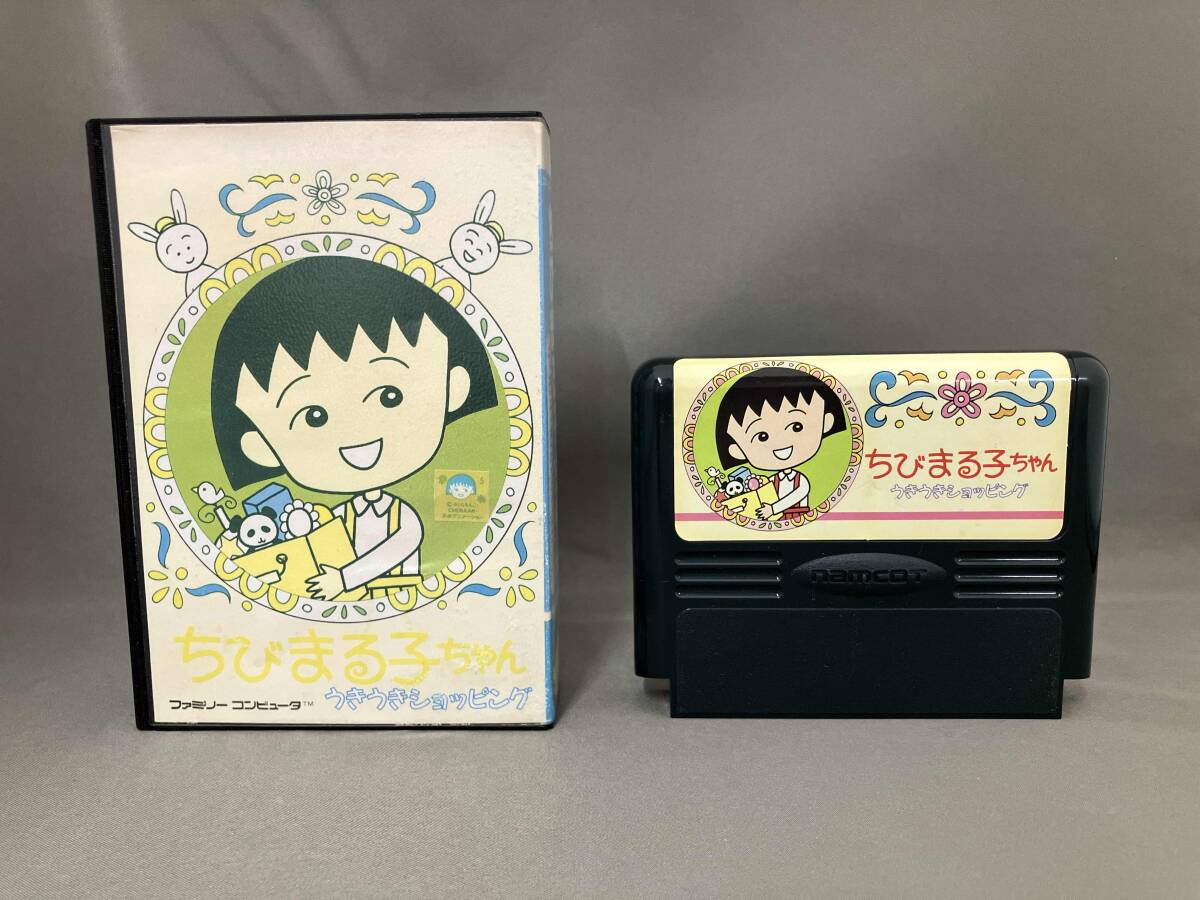 ちびまる子ちゃん
うきうきショッピング
ファミリー コンピュータ™
ちびまる子ちゃん
うきうきショッピング
namcot